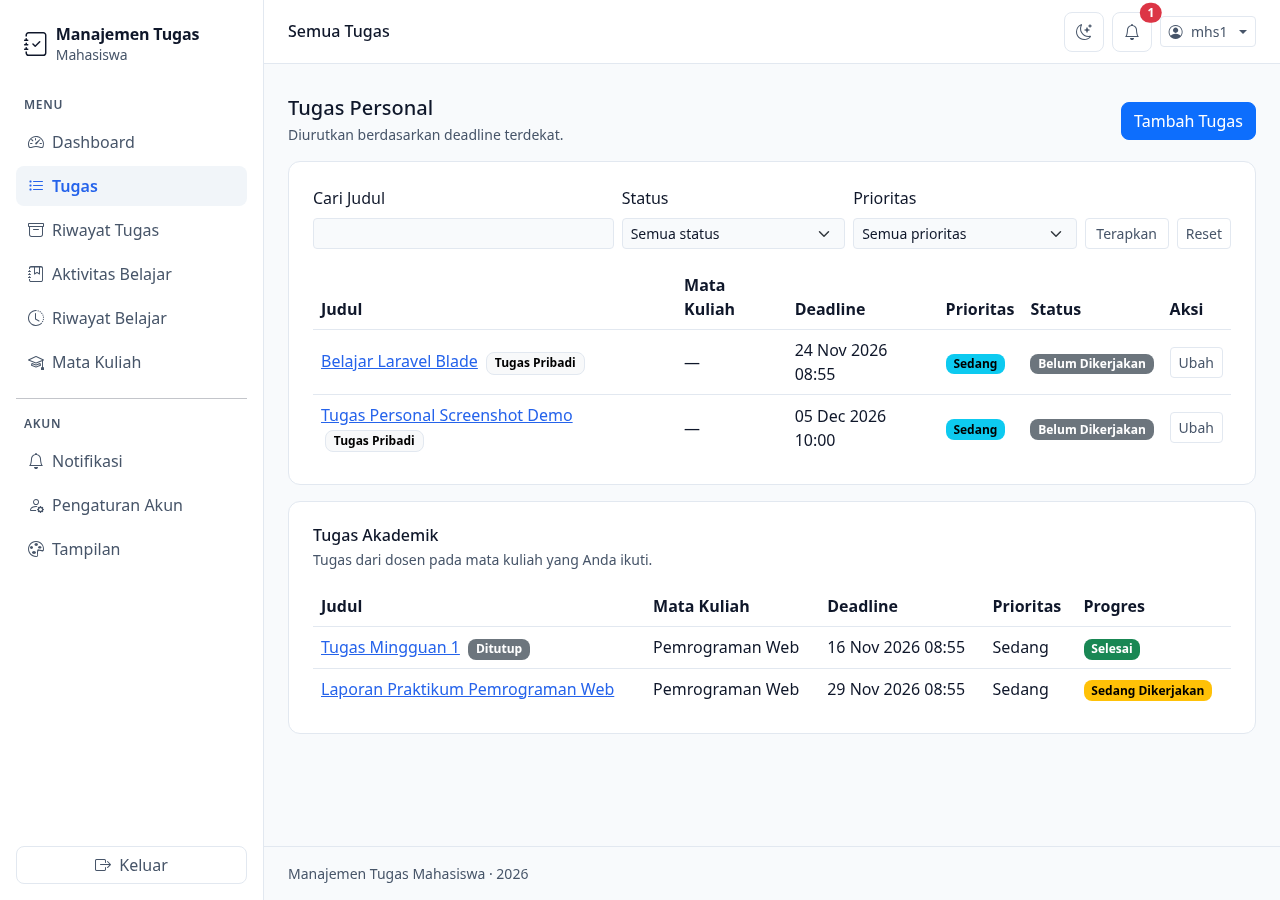 Manajemen Tugas
Mahasiswa
MENU
Dashboard
Tugas
Riwayat Tugas
Aktivitas Belajar
Riwayat Belajar
Mata Kuliah
AKUN
Notifikasi
Pengaturan Akun
Tampilan
Keluar
Semua Tugas
1
mhs1
Tugas Personal
Diurutkan berdasarkan deadline terdekat.
Tambah Tugas
Cari Judul Status Prioritas
Semua status Semua prioritas Terapkan Reset
Judul Mata Kuliah Deadline Prioritas Status Aksi
Belajar Laravel Blade Tugas Pribadi — 24 Nov 2026 08:55 Sedang Belum Dikerjakan Ubah
Tugas Personal Screenshot Demo Tugas Pribadi — 05 Dec 2026 10:00 Sedang Belum Dikerjakan Ubah
Tugas Akademik
Tugas dari dosen pada mata kuliah yang Anda ikuti.
Judul Mata Kuliah Deadline Prioritas Progres
Tugas Mingguan 1 Ditutup Pemrograman Web 16 Nov 2026 08:55 Sedang Selesai
Laporan Praktikum Pemrograman Web Pemrograman Web 29 Nov 2026 08:55 Sedang Sedang Dikerjakan
Manajemen Tugas Mahasiswa · 2026